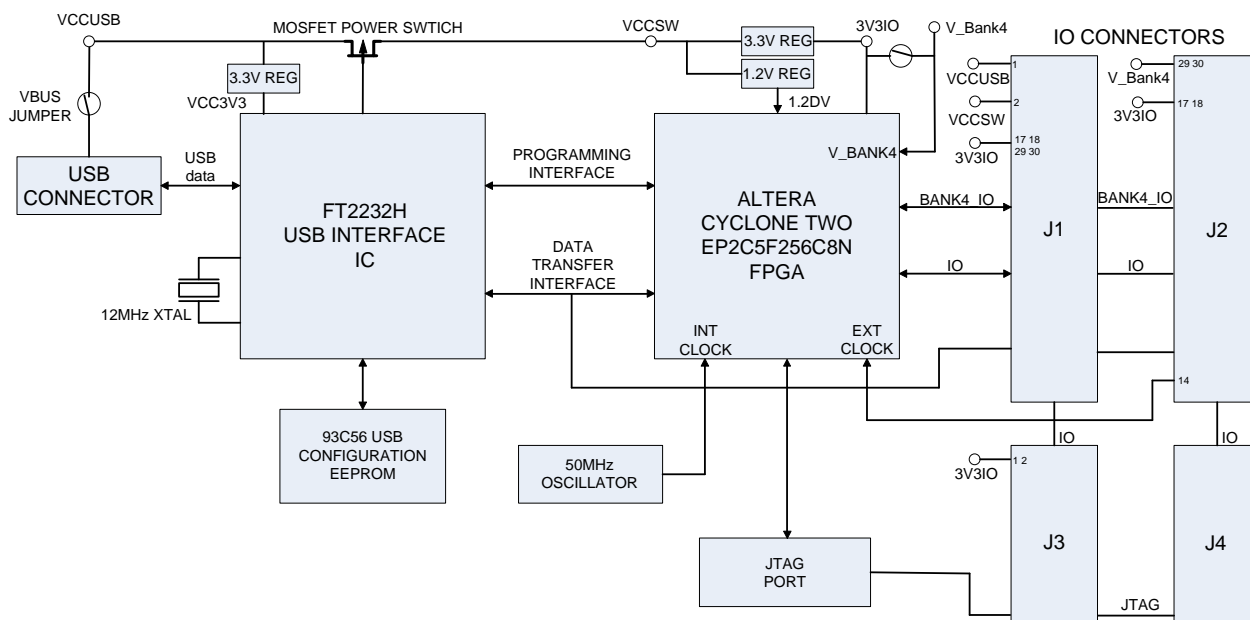 VCCUSB
MOSFET POWER SWTICH
VCCSW
3V3IO
V_Bank4
IO CONNECTORS
3.3V REG
3.3V REG
1.2V REG
VCC3V3
1.2DV
VBUS
JUMPER
USB
CONNECTOR
USB
data
FT2232H
USB INTERFACE
IC
12MHz XTAL
93C56 USB
CONFIGURATION
EEPROM
PROGRAMMING
INTERFACE
DATA
TRANSFER
INTERFACE
V_BANK4
ALTERA
CYCLONE TWO
EP2C5F256C8N
FPGA
INT
CLOCK
EXT
CLOCK
50MHz
OSCILLATOR
JTAG
PORT
BANK4_IO
IO
1
VCCUSB
2
VCCSW
17 18
29 30
3V3IO
J1
BANK4_IO
IO
29 30
V_Bank4
17 18
3V3IO
J2
14
IO
IO
1 2
3V3IO
J3
J4
JTAG